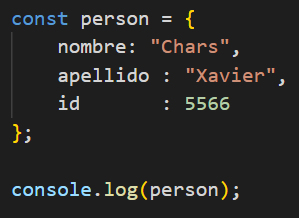 const person = {
    nombre: "Chars",
    apellido : "Xavier",
    id       : 5566
};

console.log(person);